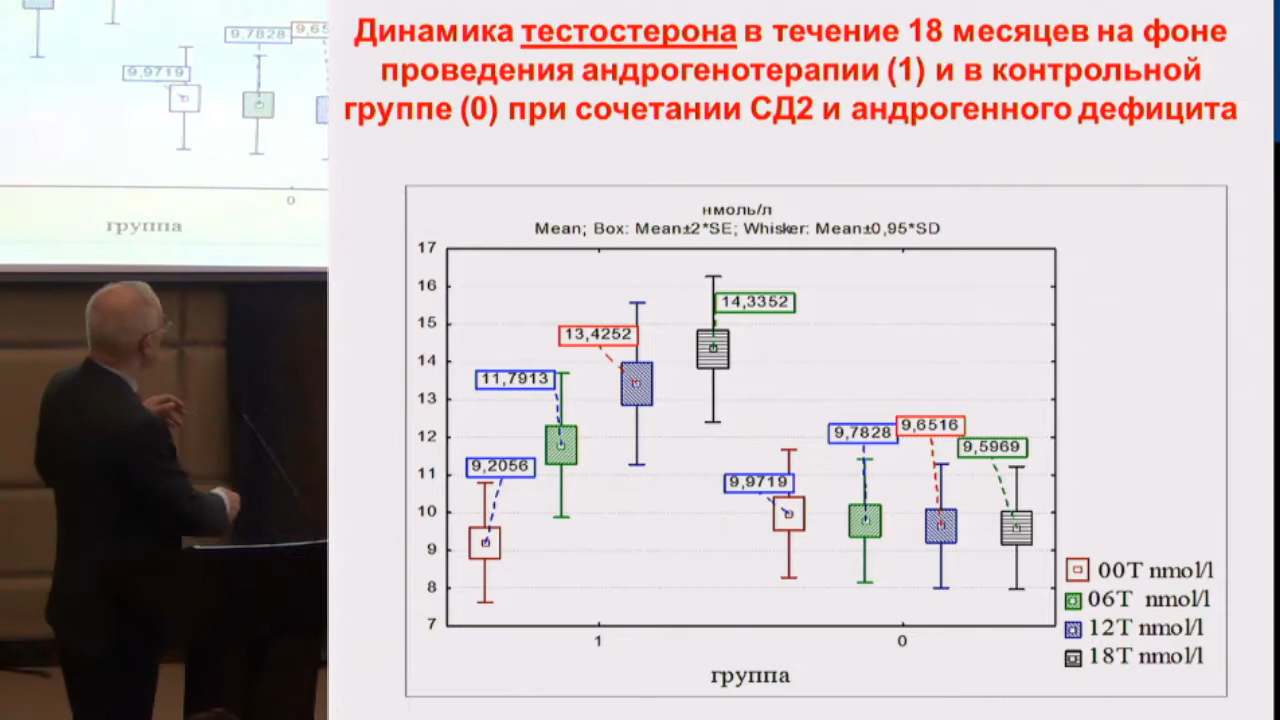 9,7828
9,65
9,9719
0
группа
Динамика тестостерона в течение 18 месяцев на фоне
проведения андрогенотерапии (1) и в контрольной
группе (0) при сочетании СД2 и андрогенного дефицита
нмоль/л
Mean; Box: Mean±2*SE; Whisker: Mean±0,95*SD
17
16
15
14
13
12
11
10
9
8
7
9,2056
11,7913
13,4252
14,3352
9,9719
9,7828
9,6516
9,5969
1
0
группа
00T nmol/l
06T nmol/l
12T nmol/l
18T nmol/l